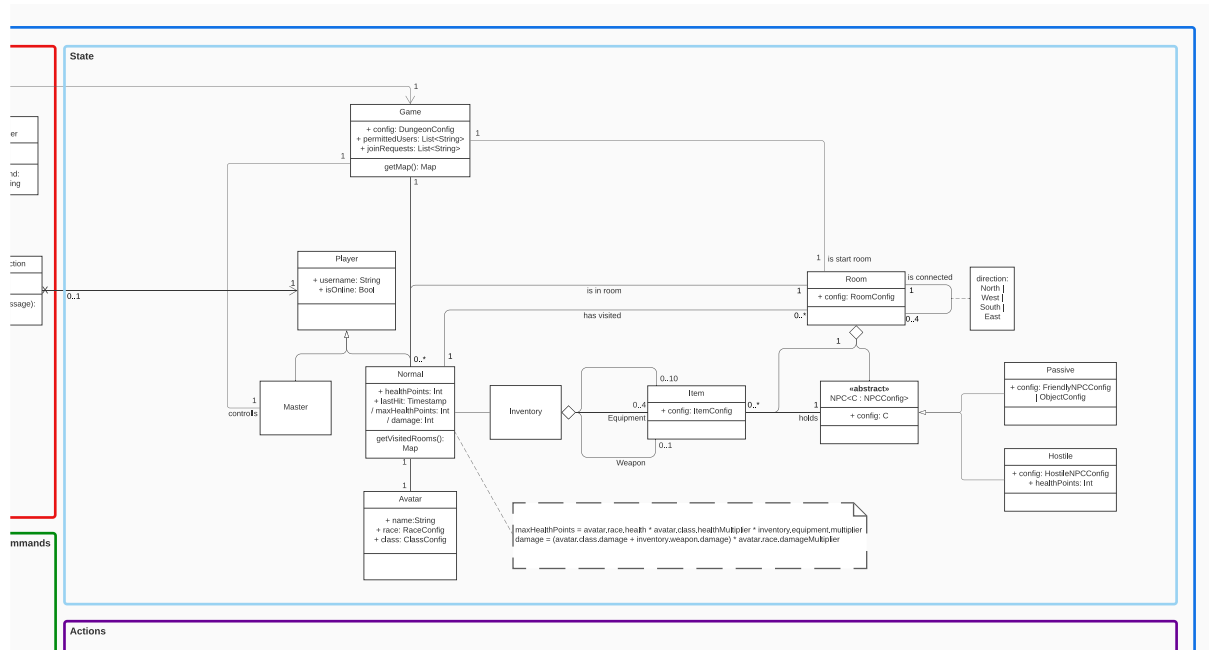 State
1
Game
+ config: DungeonConfig
+ permittedUsers: List<String>
+ joinRequests: List<String>
getMap(): Map
1
1
1
er
nd:
ing
ction
ssage):
X
0..1
1
Player
+ username: String
+ isOnline: Bool
1
is start room
Room
+ config: RoomConfig
is connected
1
0..4
direction:
North |
West |
South |
East
is in room
1
has visited
0..*
1
0..*
1
Normal
+ healthPoints: Int
+ lastHit: Timestamp
/ maxHealthPoints: Int
/ damage: Int
getVisitedRooms():
Map
1
controls
Master
Inventory
0..10
0..4
Equipment
0..1
Weapon
Item
+ config: ItemConfig
0..*
1
holds
«abstract»
NPC<C : NPCConfig>
+ config: C
Passive
+ config: FriendlyNPCConfig
| ObjectConfig
Hostile
+ config: HostileNPCConfig
+ healthPoints: Int
1
1
Avatar
+ name:String
+ race: RaceConfig
+ class: ClassConfig
maxHealthPoints = avatar,race,health * avatar,class,healthMultiplier * inventory,equipment,multiplier
damage = (avatar.class.damage + inventory.weapon.damage) * avatar.race.damageMultiplier
mmands
Actions